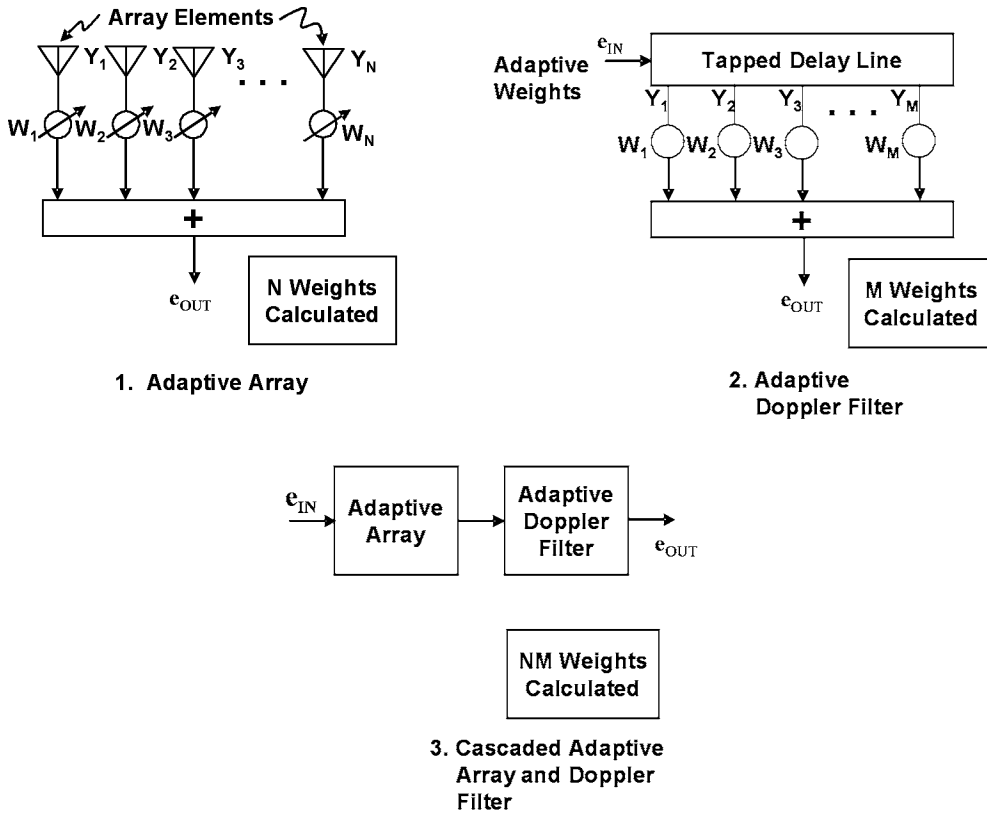 Array Elements
Y1 Y2 Y3 . . . YN
W1 W2 W3 WN
+
eOUT
N Weights
Calculated
1. Adaptive Array
eIN
Adaptive
Weights
Tapped Delay Line
Y1 Y2 Y3 . . . YM
W1 W2 W3 WM
+
eOUT
M Weights
Calculated
2. Adaptive
Doppler Filter
eIN
Adaptive
Array
Adaptive
Doppler
Filter
eOUT
NM Weights
Calculated
3. Cascaded Adaptive
Array and Doppler
Filter